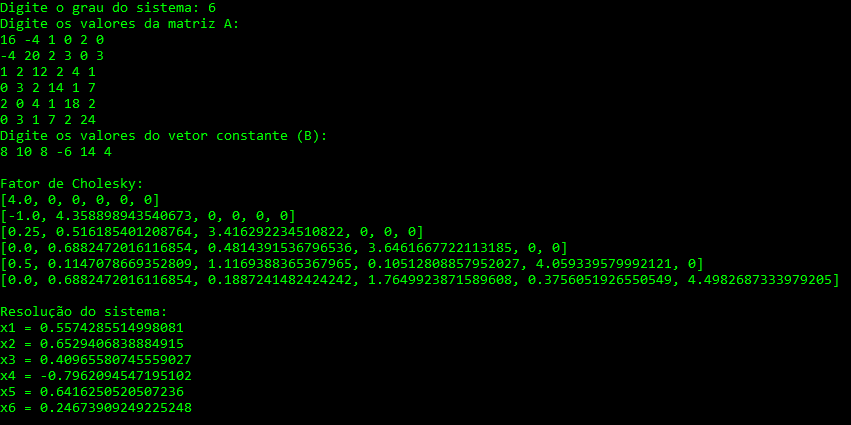 Digite o grau do sistema: 6
Digite os valores da matriz A:
16 -4 1 0 2 0
-4 20 2 3 0 3
1 2 12 2 4 1
0 3 2 14 1 7
2 0 4 1 18 2
0 3 1 7 2 24
Digite os valores do vetor constante (B):
8 10 8 -6 14 4
Fator de Cholesky:
[4.0, 0, 0, 0, 0, 0]
[-1.0, 4.358898943540673, 0, 0, 0, 0]
[0.25, 0.516185401208764, 3.416292234510822, 0, 0, 0]
[0.0, 0.6882472016116854, 0.4814391536796536, 3.6461667722113185, 0, 0]
[0.5, 0.1147078669352809, 1.1169388365367965, 0.10512808857952027, 4.059339579992121, 0]
[0.0, 0.6882472016116854, 0.1887241482424242, 1.7649923871589608, 0.3756051926550549, 4.4982687333979205]
Resolução do sistema:
x1 = 0.5574285514998081
x2 = 0.6529406838884915
x3 = 0.40965580745559027
x4 = -0.7962094547195102
x5 = 0.6416250520507236
x6 = 0.24673909249225248